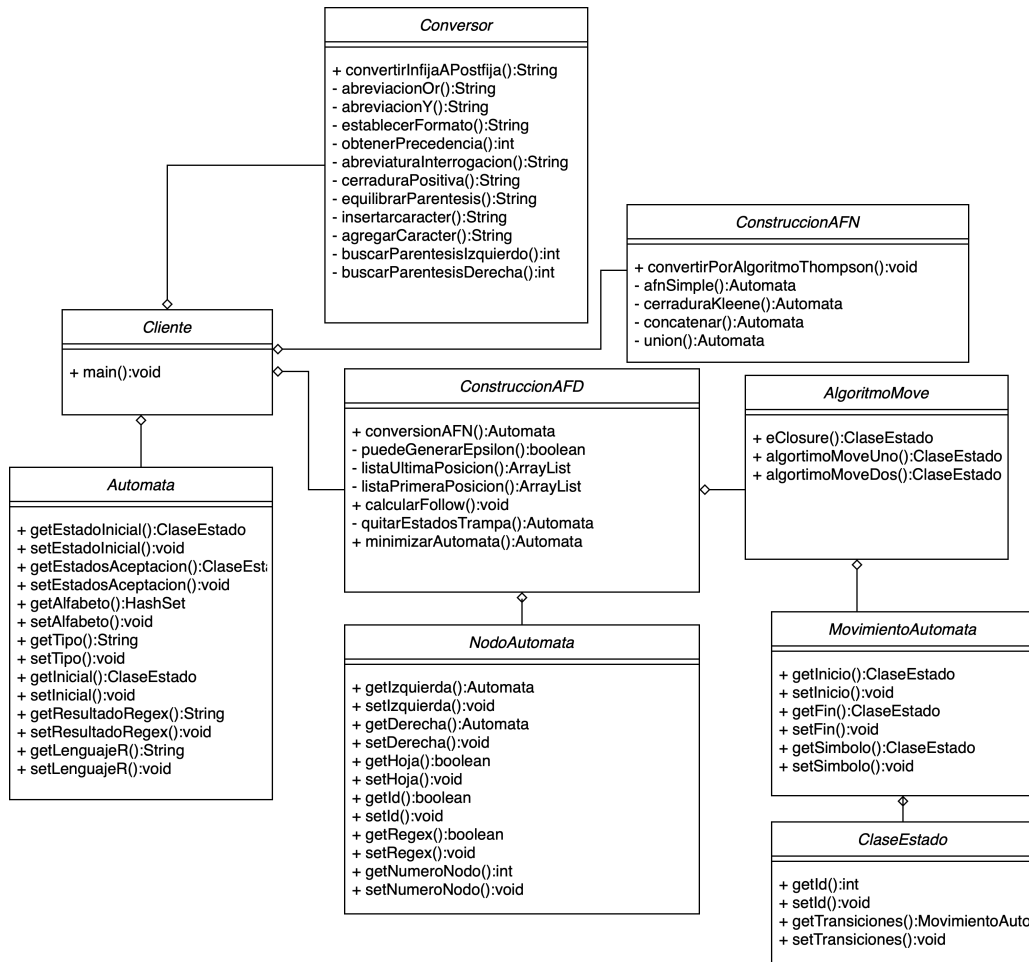 Conversor
+ convertirInfijaAPostfija():String
- abreviacionOr():String
- abreviacionY():String
- establecerFormato():String
- obtenerPrecedencia():int
- abreviaturaInterrogacion():String
- cerraduraPositiva():String
- equilibrarParentesis():String
- insertarcaracter():String
- agregarCaracter():String
- buscarParentesisIzquierdo():int
- buscarParentesisDerecha():int
ConstruccionAFN
+ convertirPorAlgoritmoThompson():void
- afnSimple():Automata
- cerraduraKleene():Automata
- concatenar():Automata
- union():Automata
Cliente
+ main():void
ConstruccionAFD
+ conversionAFN():Automata
- puedeGenerarEpsilon():boolean
- listaUltimaPosicion():ArrayList
- listaPrimeraPosicion():ArrayList
+ calcularFollow():void
- quitarEstadosTrampa():Automata
+ minimizarAutomata():Automata
AlgoritmoMove
+ eClosure():ClaseEstado
+ algortimoMoveUno():ClaseEstado
+ algortimoMoveDos():ClaseEstado
Automata
+ getEstadoInicial():ClaseEstado
+ setEstadoInicial():void
+ getEstadosAceptacion():ClaseEsta
+ setEstadosAceptacion():void
+ getAlfabeto():HashSet
+ setAlfabeto():void
+ getTipo():String
+ setTipo():void
+ getInicial():ClaseEstado
+ setInicial():void
+ getResultadoRegex():String
+ setResultadoRegex():void
+ getLenguajeR():String
+ setLenguajeR():void
NodoAutomata
+ getIzquierda():Automata
+ setIzquierda():void
+ getDerecha():Automata
+ setDerecha():void
+ getHoja():boolean
+ setHoja():void
+ getId():boolean
+ setId():void
+ getRegex():boolean
+ setRegex():void
+ getNumeroNodo():int
+ setNumeroNodo():void
MovimientoAutomata
+ getInicio():ClaseEstado
+ setInicio():void
+ getFin():ClaseEstado
+ setFin():void
+ getSimbolo():ClaseEstado
+ setSimbolo():void
ClaseEstado
+ getId():int
+ setId():void
+ getTransiciones():MovimientoAuto
+ setTransiciones():void